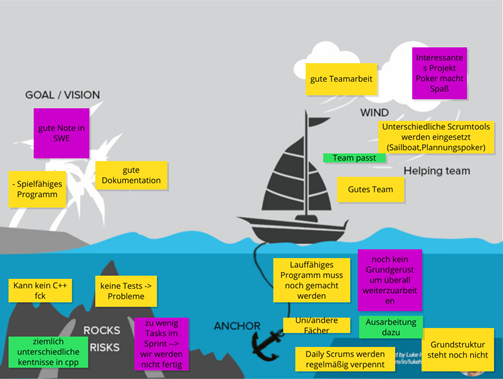 GOAL / VISION
gute Note in
SWE
- Spielfähiges
Programm
gute
Dokumentation
gute Teamarbeit
Interessante
s Projekt
Poker macht
Spaß
WIND
Unterschiedliche Scrumtools
werden eingesetzt
(Sailboat,Plannungspoker)
Team passt
Helping team
Gutes Team
Kann kein C++
fck
keine Tests ->
Probleme
ROCKS
RISKS
ziemlich
unterschiedliche
kentnisse in cpp
zu wenig
Tasks im
Sprint -->
wir werden
nicht fertig
ANCHOR
Lauffähiges
Programm muss
noch gemacht
werden
noch kein
Grundgerüst
um überall
weiterzuarbeit
en
Uni/andere
Fächer
Ausarbeitung
dazu
Daily Scrums werden
regelmäßig verpennt
Grundstruktur
steht noch nicht
by Luke